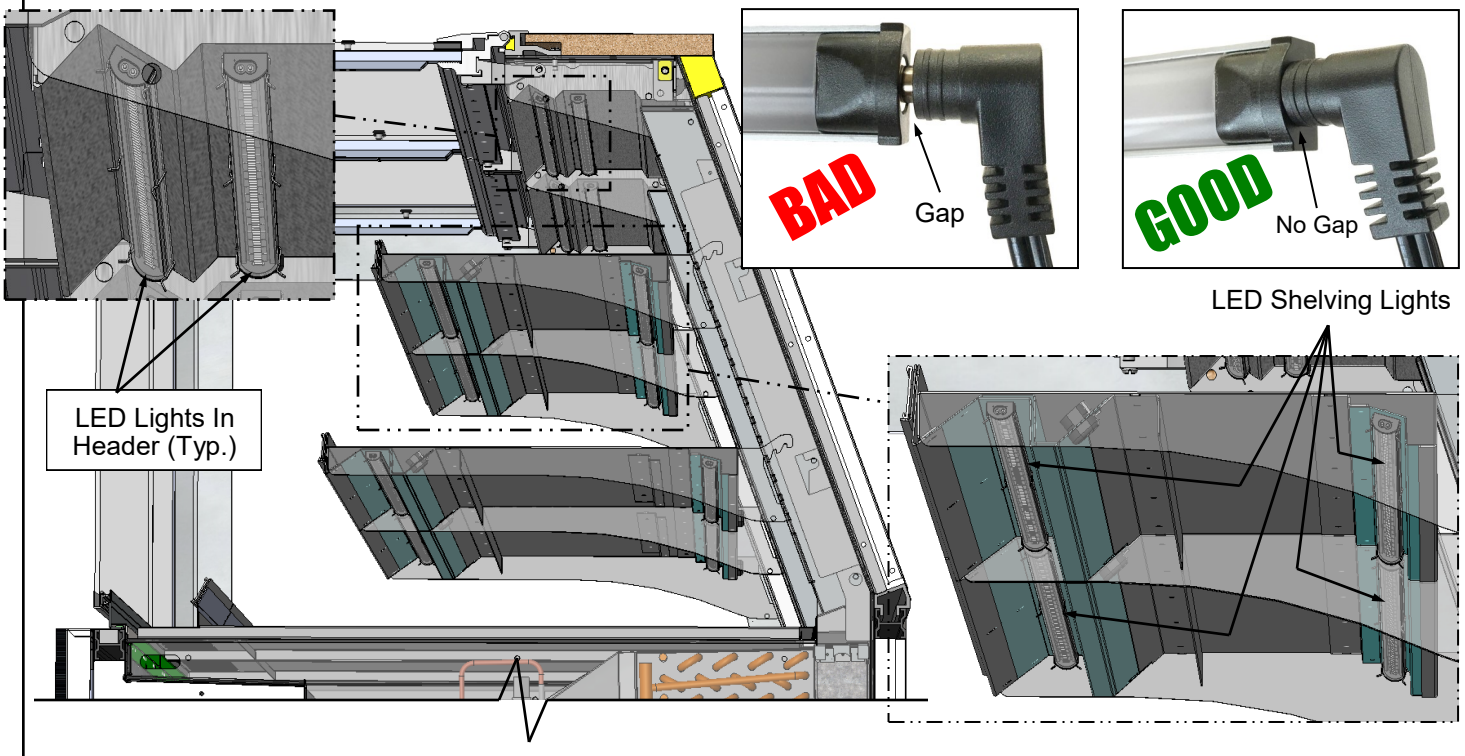 BAD
Gap
GOOD
No Gap
LED Shelving Lights
LED Lights In
Header (Typ.)